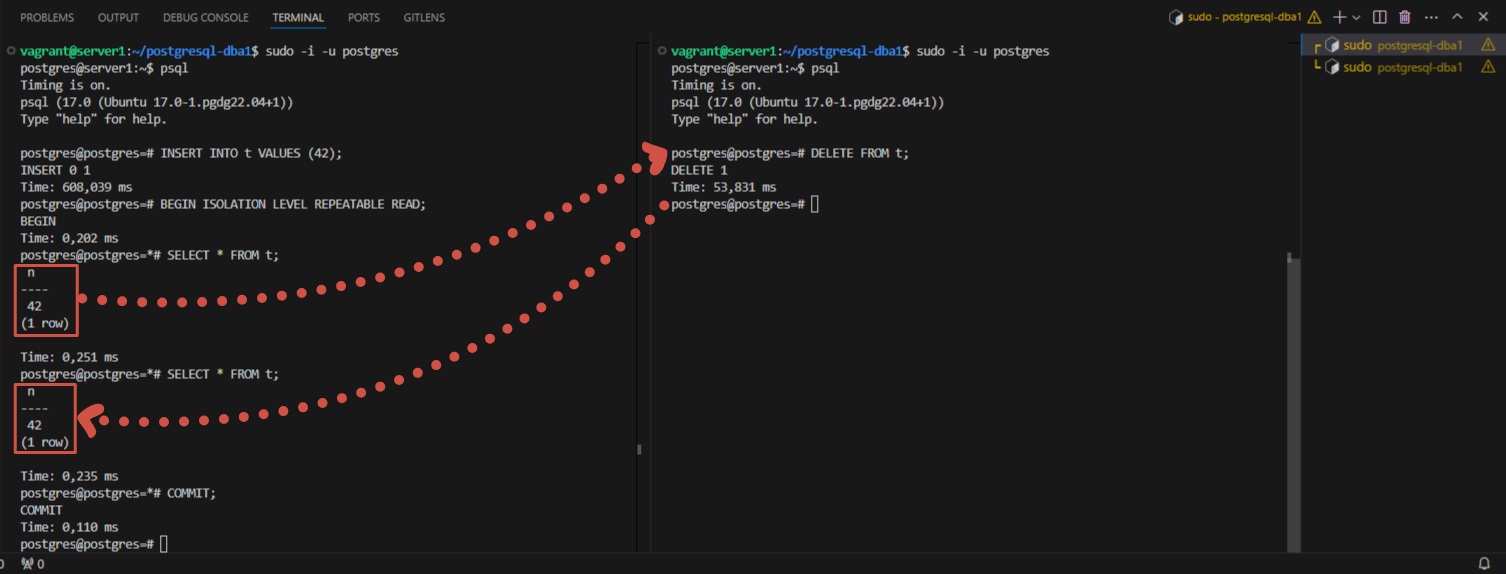 PROBLEMS OUTPUT DEBUG CONSOLE TERMINAL PORTS GITLENS
sudo - postgresql-dba1
vagrant@server1:~/postgresql-dba1$ sudo -i -u postgres
postgres@server1:~$ psql
Timing is on.
psql (17.0 (Ubuntu 17.0-1.pgdg22.04+1))
Type "help" for help.
postgres@postgres=# INSERT INTO t VALUES (42);
INSERT 0 1
Time: 608,039 ms
postgres@postgres=# BEGIN ISOLATION LEVEL REPEATABLE READ;
BEGIN
Time: 0,202 ms
postgres@postgres=*# SELECT * FROM t;
n
----
42
(1 row)
Time: 0,251 ms
postgres@postgres=*# SELECT * FROM t;
n
----
42
(1 row)
Time: 0,235 ms
postgres@postgres=*# COMMIT;
COMMIT
Time: 0,110 ms
postgres@postgres=#
vagrant@server1:~/postgresql-dba1$ sudo -i -u postgres
postgres@server1:~$ psql
Timing is on.
psql (17.0 (Ubuntu 17.0-1.pgdg22.04+1))
Type "help" for help.
postgres@postgres=# DELETE FROM t;
DELETE 1
Time: 53,831 ms
postgres@postgres=#
sudo postgresql-dba1
sudo postgresql-dba1
0 0